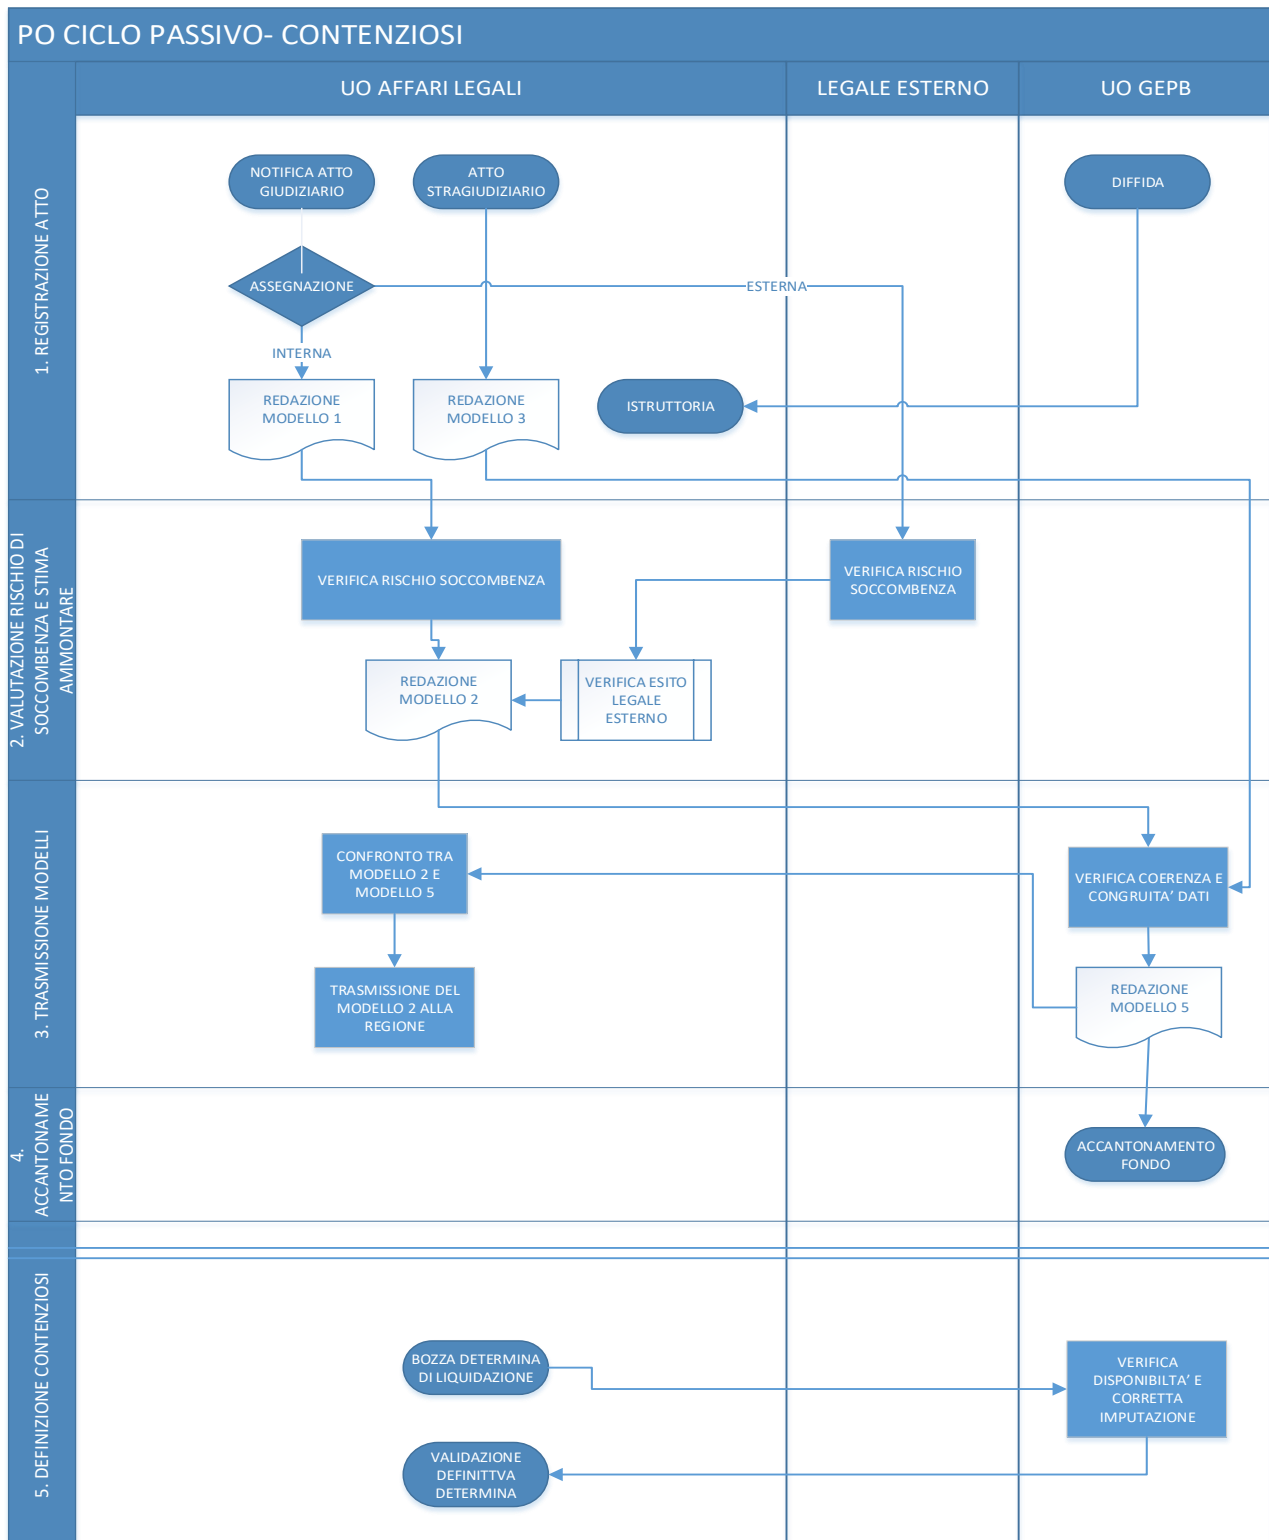 PO CICLO PASSIVO- CONTENZIOSI
UO AFFARI LEGALI
LEGALE ESTERNO
UO GEPB
1. REGISTRAZIONE ATTO
NOTIFICA ATTO
GIUDIZIARIO
ATTO
STRAGIUDIZIARIO
DIFFIDA
ASSEGNAZIONE
ESTERNA
INTERNA
REDAZIONE
MODELLO 1
REDAZIONE
MODELLO 3
ISTRUTTORIA
2. VALUTAZIONE RISCHIO DI
SOCCOMBENZA E STIMA
AMMONTARE
VERIFICA RISCHIO SOCCOMBENZA
VERIFICA RISCHIO
SOCCOMBENZA
REDAZIONE
MODELLO 2
VERIFICA ESITO
LEGALE
ESTERNO
3. TRASMISSIONE MODELLI
CONFRONTO TRA
MODELLO 2 E
MODELLO 5
VERIFICA COERENZA E
CONGRUITA’ DATI
TRASMISSIONE DEL
MODELLO 2 ALLA
REGIONE
REDAZIONE
MODELLO 5
4.
ACCANTONAME
NTO FONDO
ACCANTONAMENTO
FONDO
5. DEFINIZIONE CONTENZIOSI
BOZZA DETERMINA
DI LIQUIDAZIONE
VERIFICA
DISPONIBILTA’ E
CORRETTA
IMPUTAZIONE
VALIDAZIONE
DEFINITTVA
DETERMINA